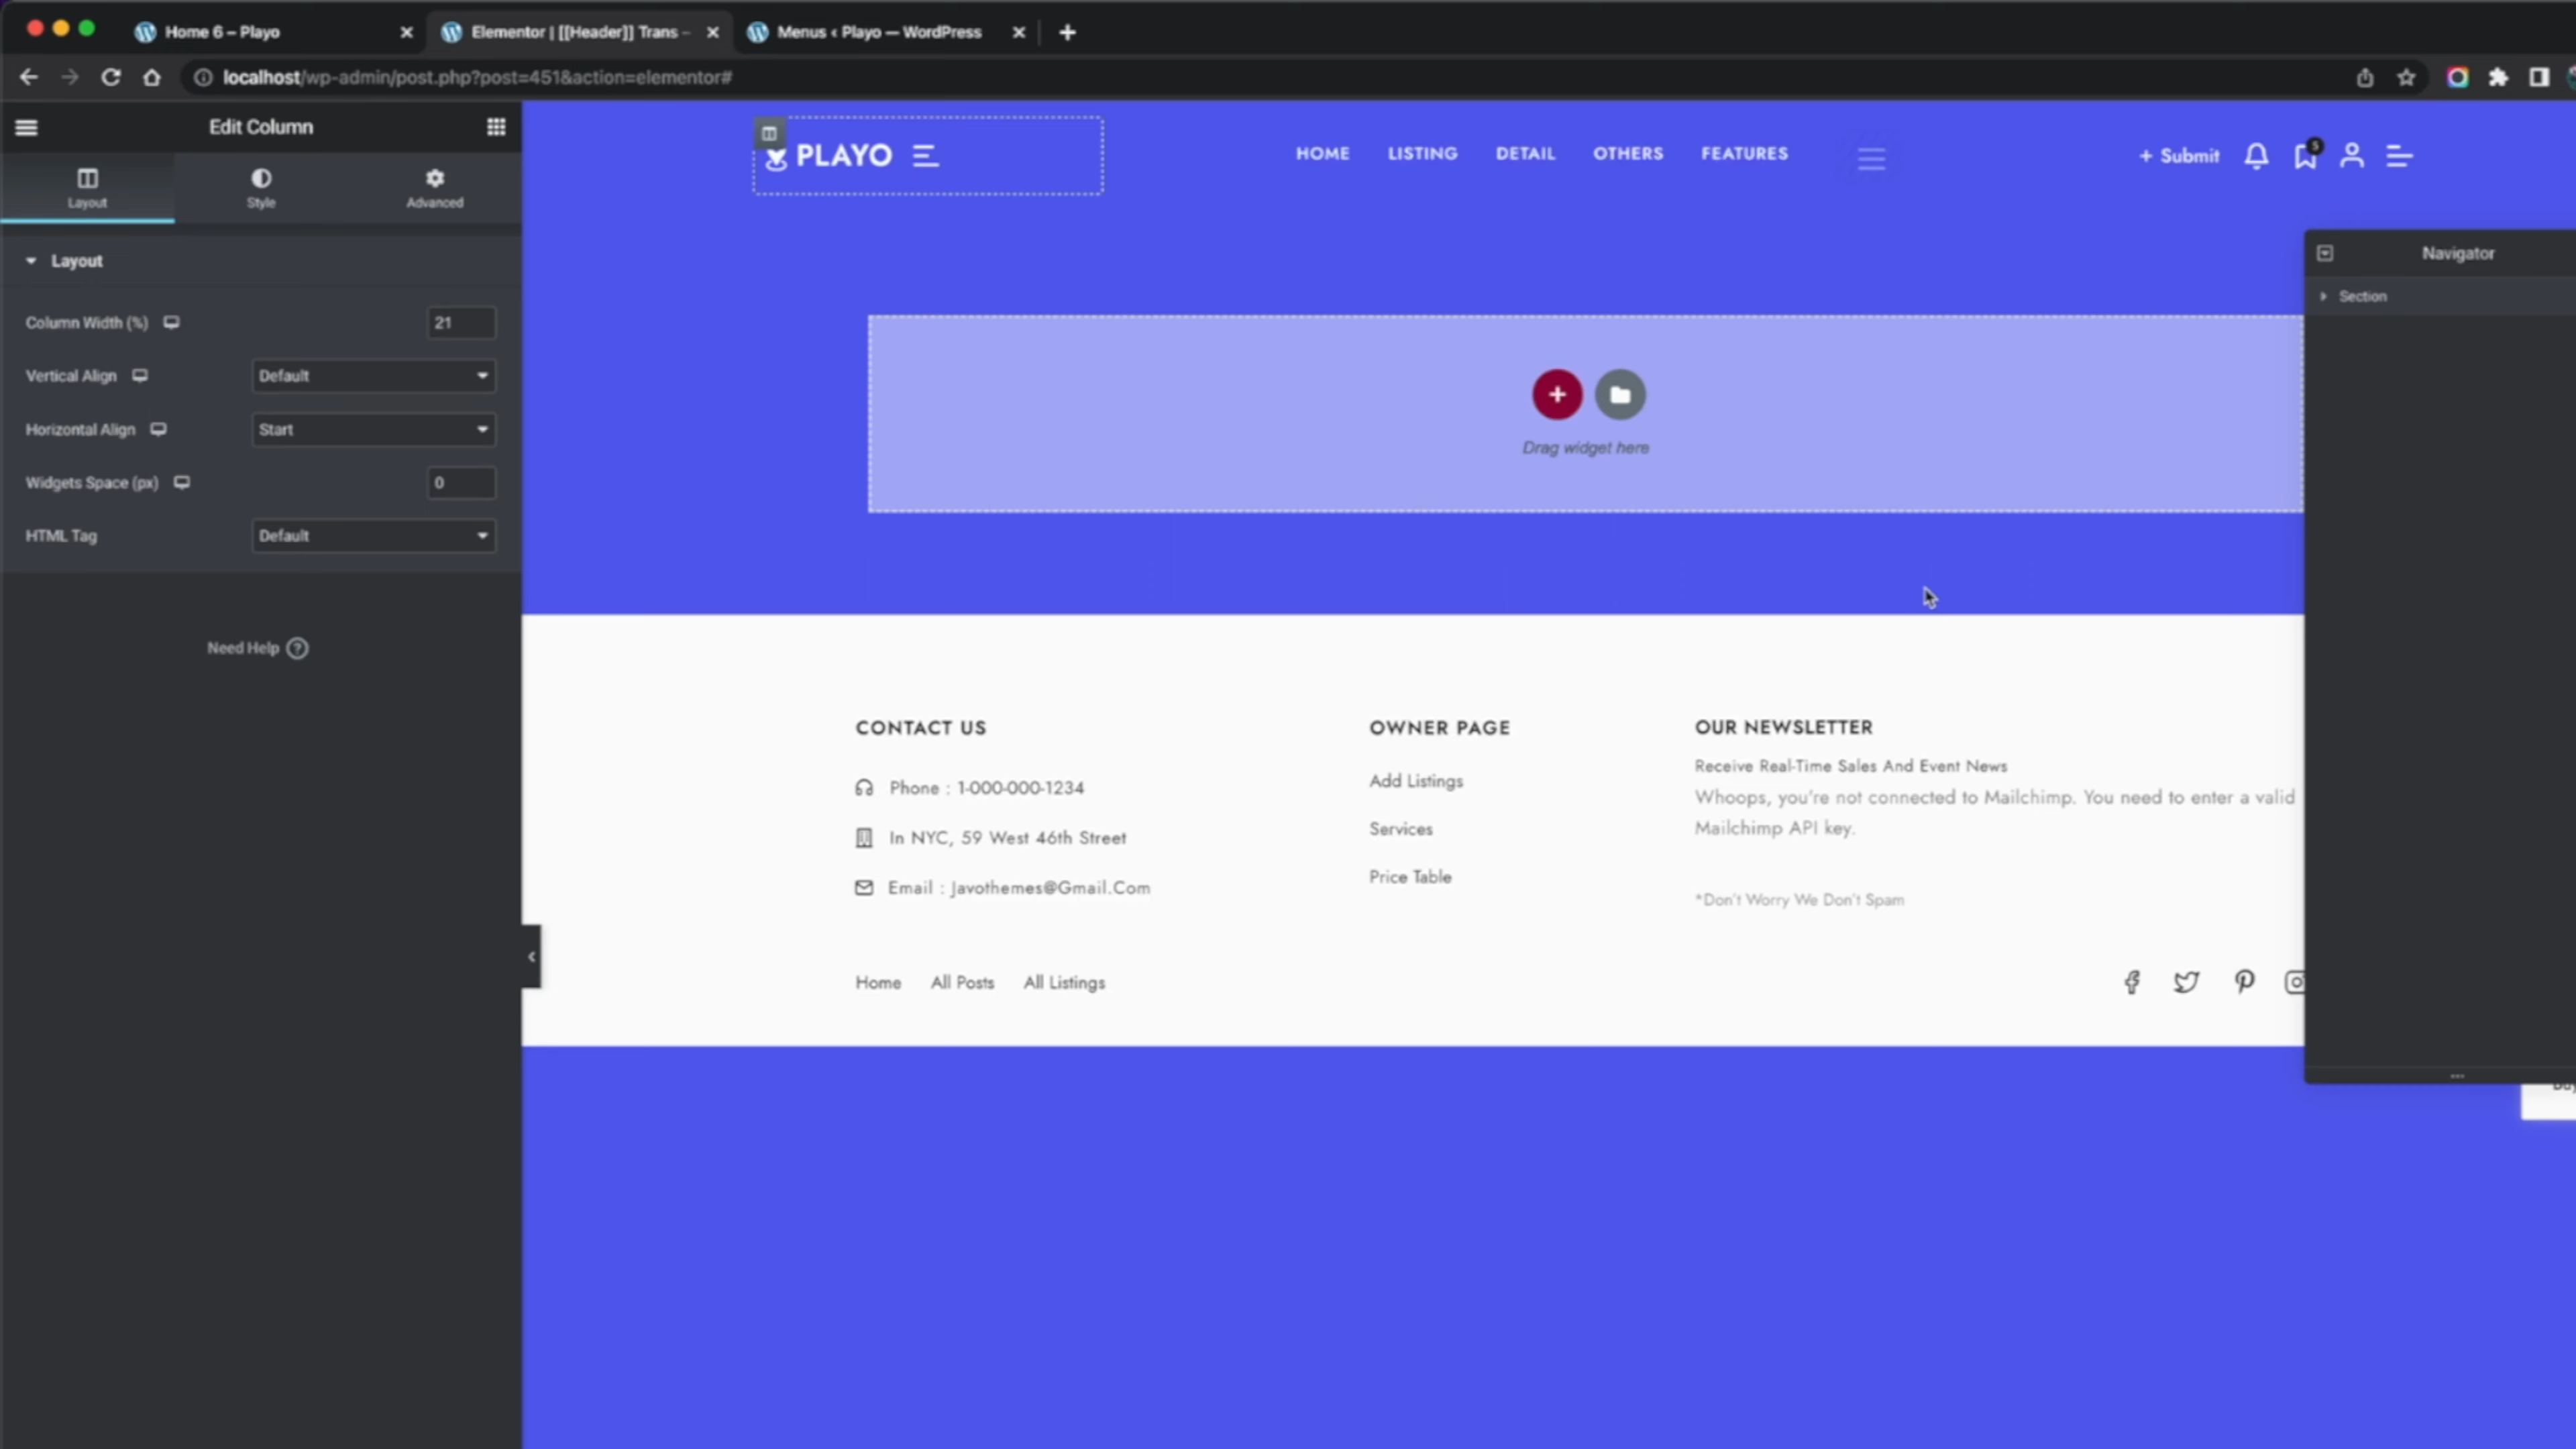 Home 6 – Playo
Elementor | [[Header]] Trans -
Menus ‹ Playo — WordPress
localhost/wp-admin/post.php?post=451&action=elementor#
Edit Column
Layout
Style
Advanced
Layout
Column Width (%)
21
Vertical Align
Default
Horizontal Align
Start
Widgets Space (px)
0
HTML Tag
Default
Need Help
PLAYO
HOME
LISTING
DETAIL
OTHERS
FEATURES
+ Submit
5
Navigator
Section
Drag widget here
CONTACT US
Phone : 1-000-000-1234
In NYC, 59 West 46th Street
Email : Javothemes@Gmail.Com
OWNER PAGE
Add Listings
Services
Price Table
OUR NEWSLETTER
Receive Real-Time Sales And Event News
Whoops, you're not connected to Mailchimp. You need to enter a valid
Mailchimp API key.
*Don't Worry We Don't Spam
Home
All Posts
All Listings